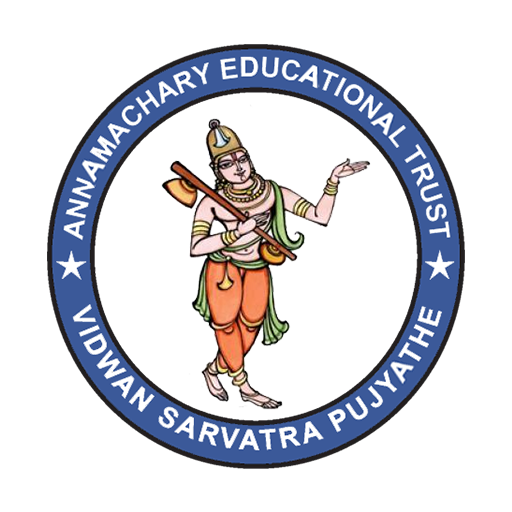 ANNAMACHARY EDUCATIONAL TRUST
VIDWAN SARVATRA PUJYATHE